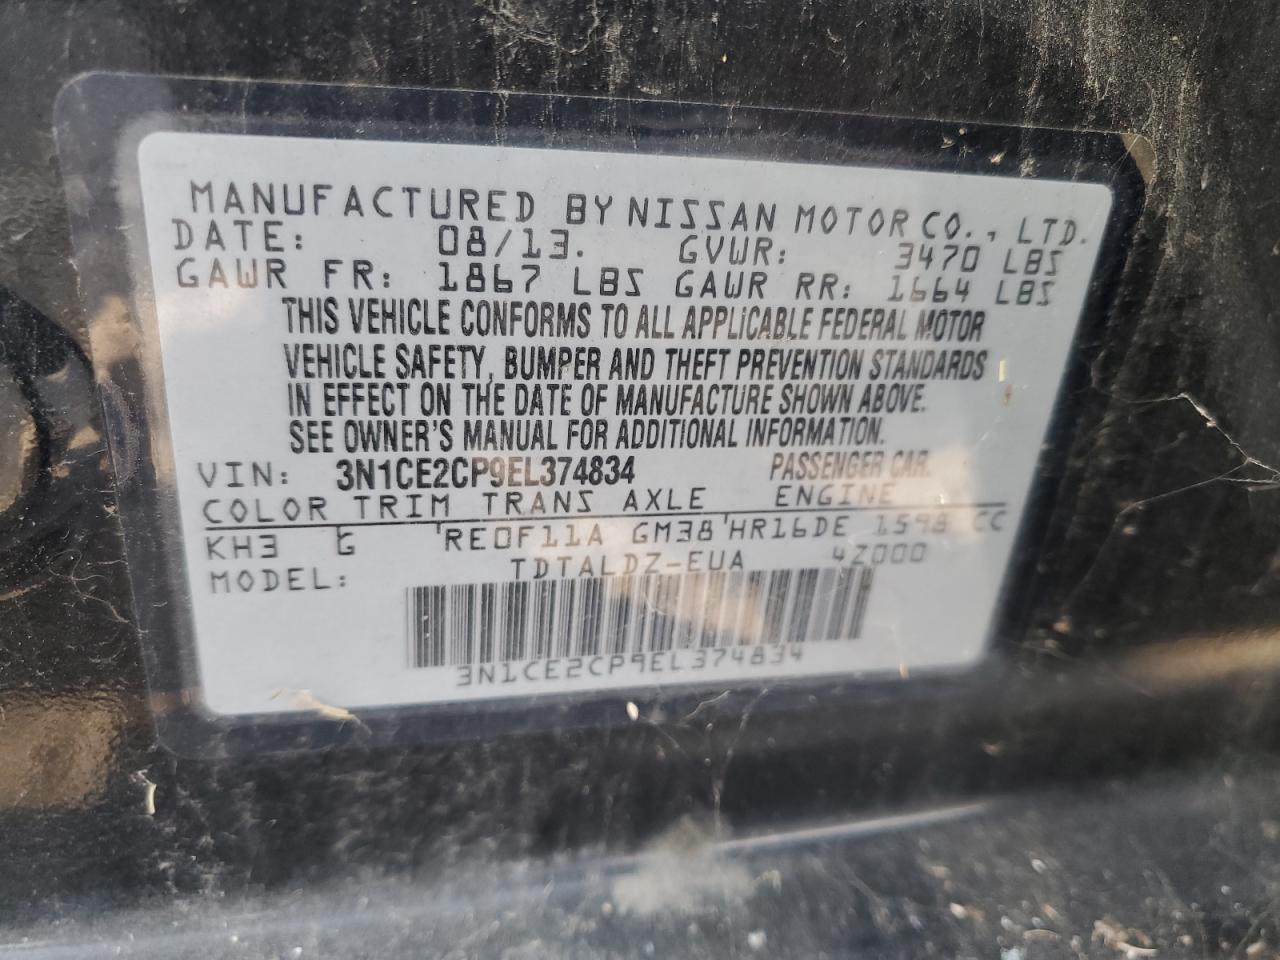 MANUFACTURED BY NISSAN MOTOR CO., LTD.
DATE: 08/13. GVWR: 3470 LBS
GAWR FR: 1867 LBS GAWR RR: 1664 LBS
THIS VEHICLE CONFORMS TO ALL APPLICABLE FEDERAL MOTOR
VEHICLE SAFETY, BUMPER AND THEFT PREVENTION STANDARDS
IN EFFECT ON THE DATE OF MANUFACTURE SHOWN ABOVE.
SEE OWNER'S MANUAL FOR ADDITIONAL INFORMATION.
VIN: 3N1CE2CP9EL374834 PASSENGER CAR.
COLOR TRIM TRANS AXLE ENGINE
KH3 G RE0F11A GM38 HR16DE 1598 CC
MODEL: TDTALDZ-EUA 4Z000
3N1CE2CP9EL374834